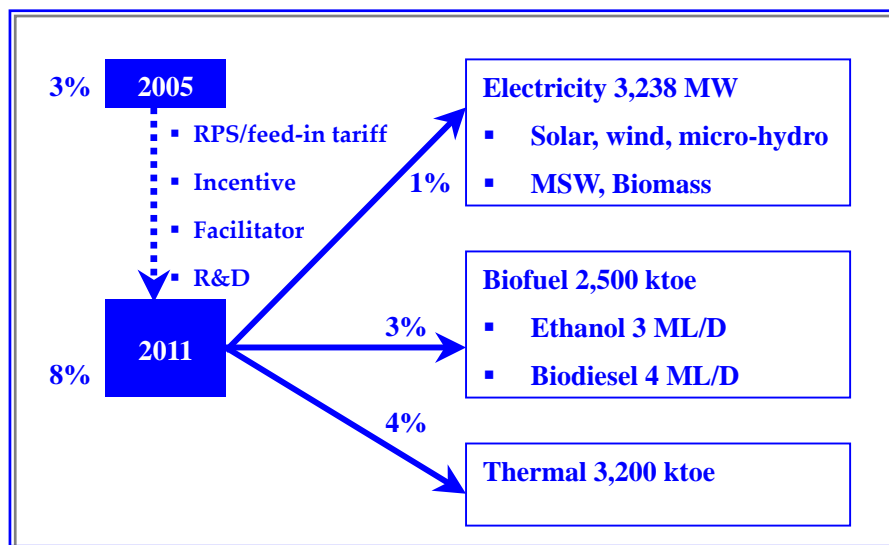 3%
2005
▪ RPS/feed-in tariff
▪ Incentive
▪ Facilitator
▪ R&D
8%
2011
1%
Electricity 3,238 MW
▪ Solar, wind, micro-hydro
▪ MSW, Biomass
3%
Biofuel 2,500 ktoe
▪ Ethanol 3 ML/D
▪ Biodiesel 4 ML/D
4%
Thermal 3,200 ktoe